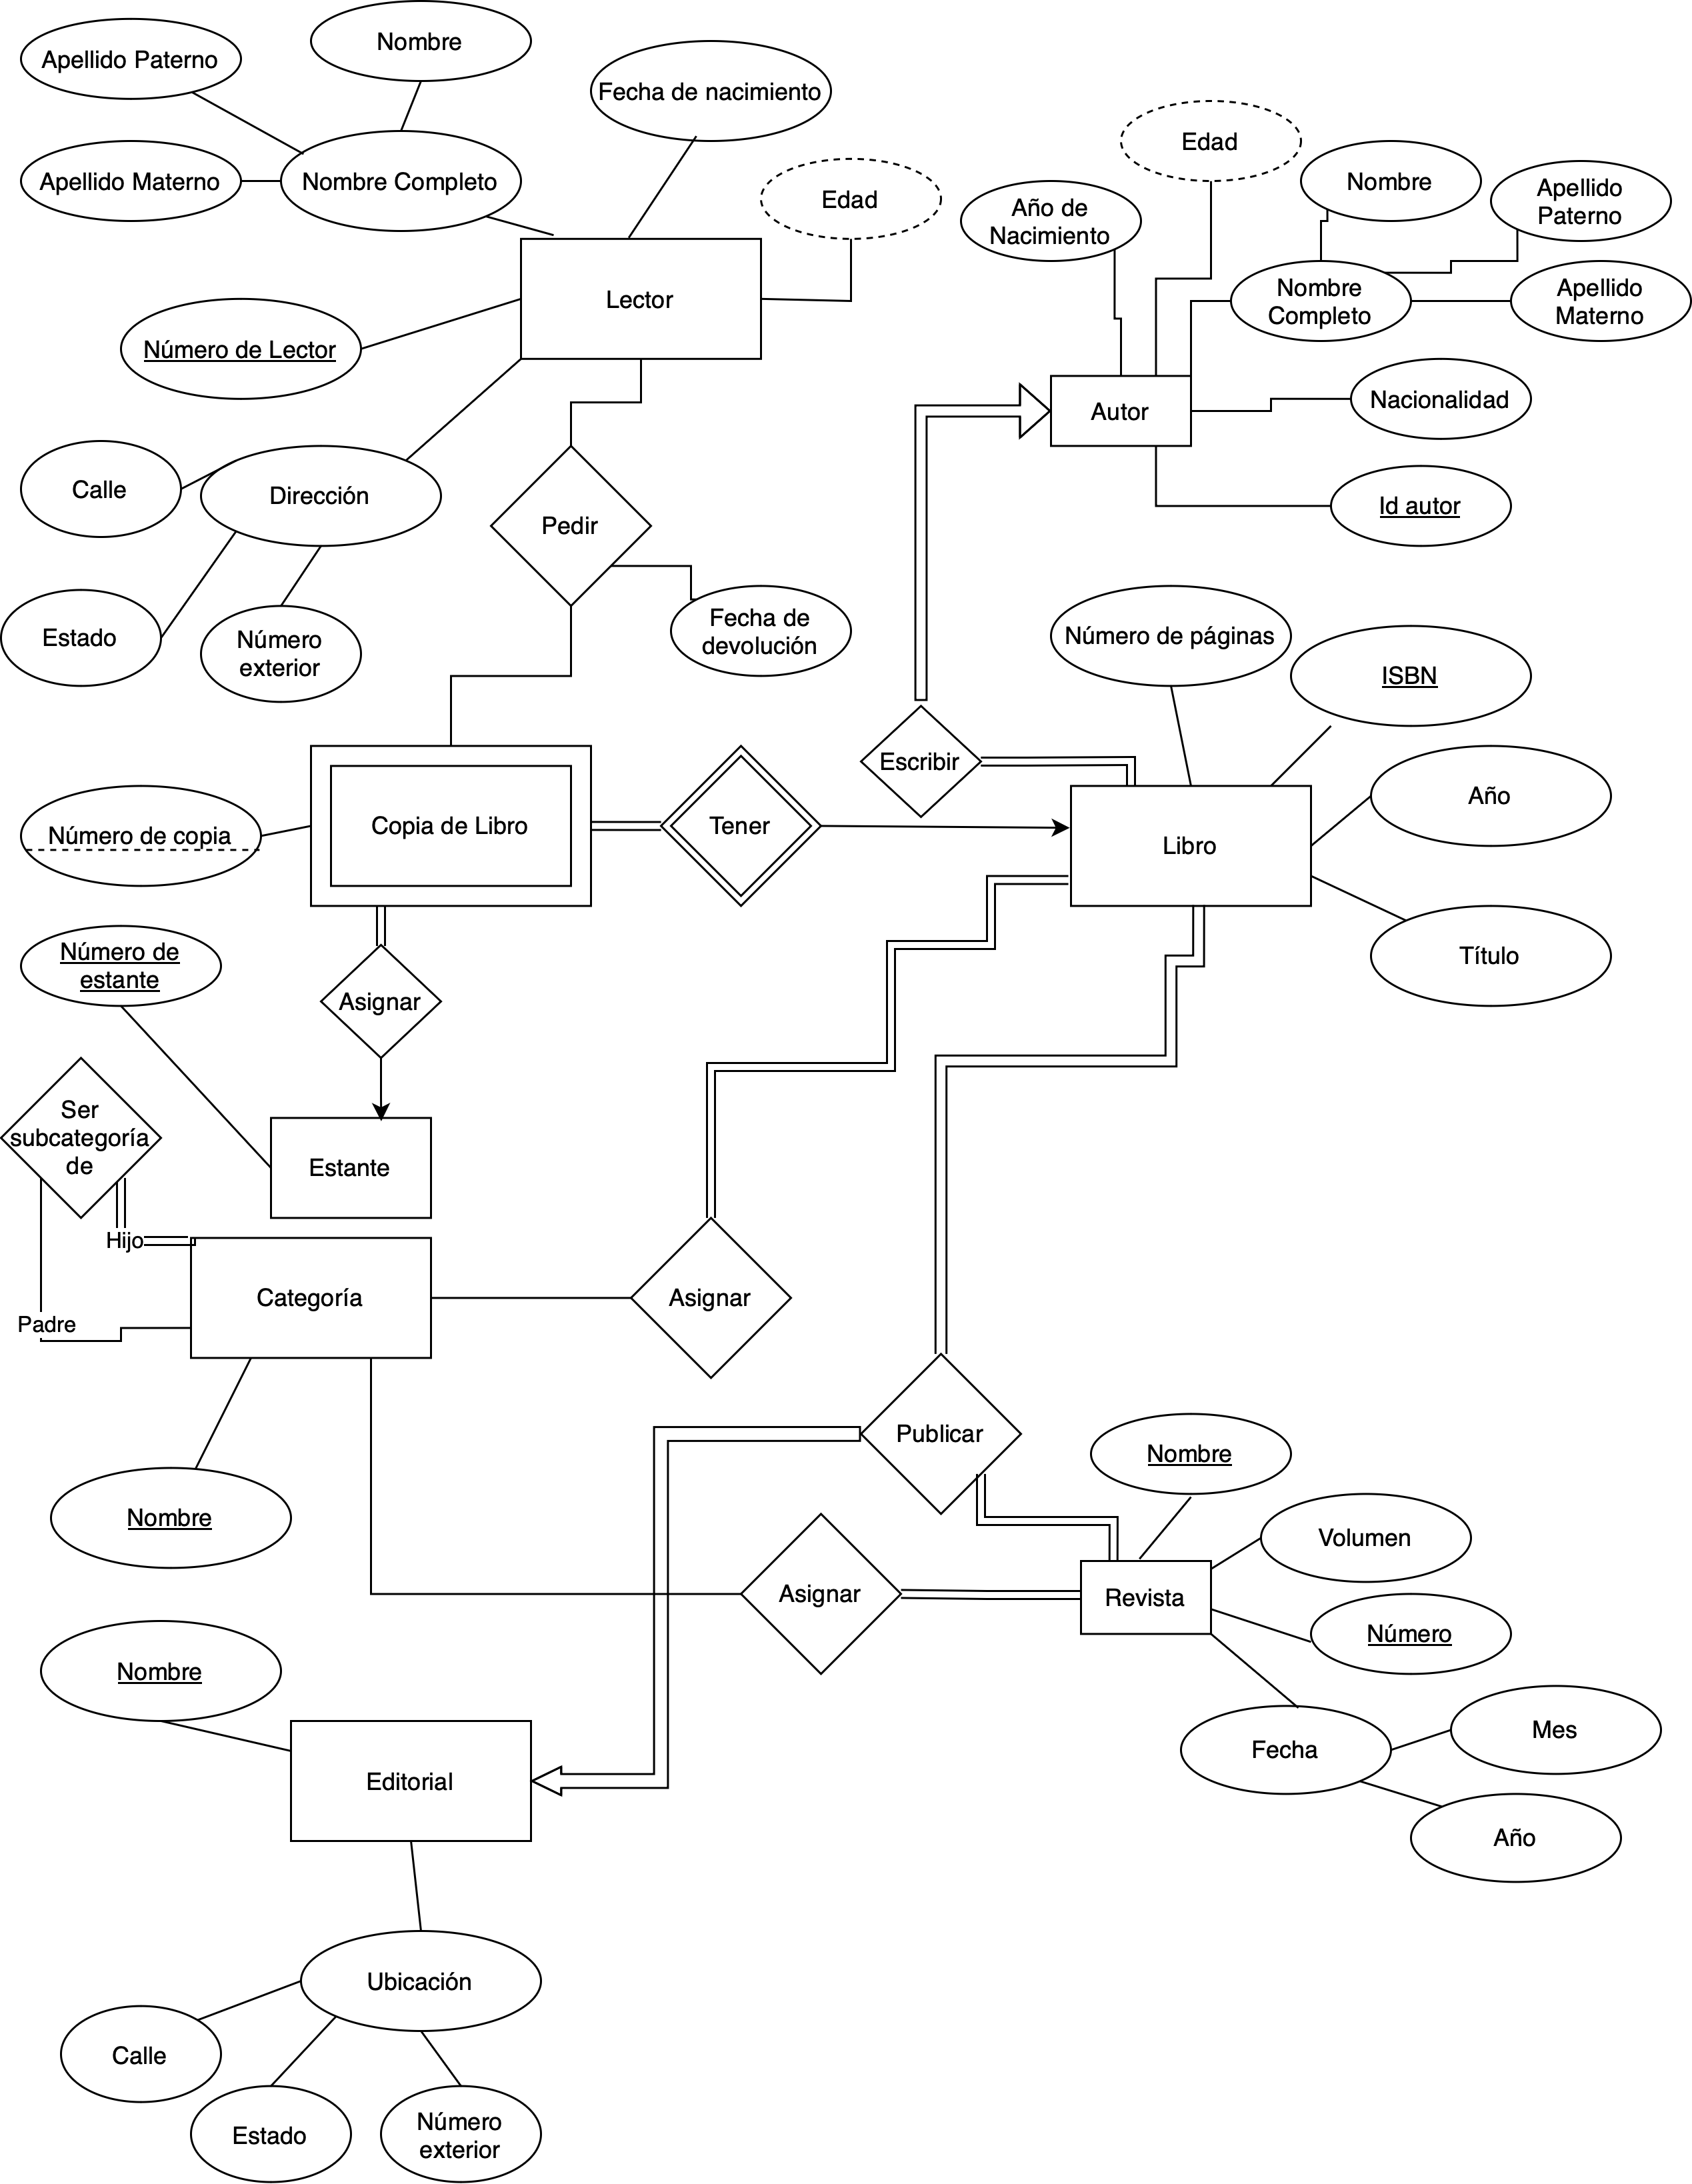 Nombre
Apellido Paterno
Fecha de nacimiento
Apellido Materno
Nombre Completo
Edad
Edad
Nombre
Apellido
Paterno
Año de
Nacimiento
Nombre
Completo
Apellido
Materno
Lector
Número de Lector
Autor
Nacionalidad
Id autor
Calle
Dirección
Pedir
Estado
Número
exterior
Fecha de
devolución
Número de páginas
ISBN
Escribir
Año
Número de copia
Copia de Libro
Tener
Libro
Título
Número de
estante
Asignar
Ser
subcategoría
de
Estante
Hijo
Categoría
Asignar
Padre
Publicar
Nombre
Nombre
Volumen
Asignar
Revista
Número
Nombre
Fecha
Mes
Editorial
Año
Ubicación
Calle
Estado
Número
exterior